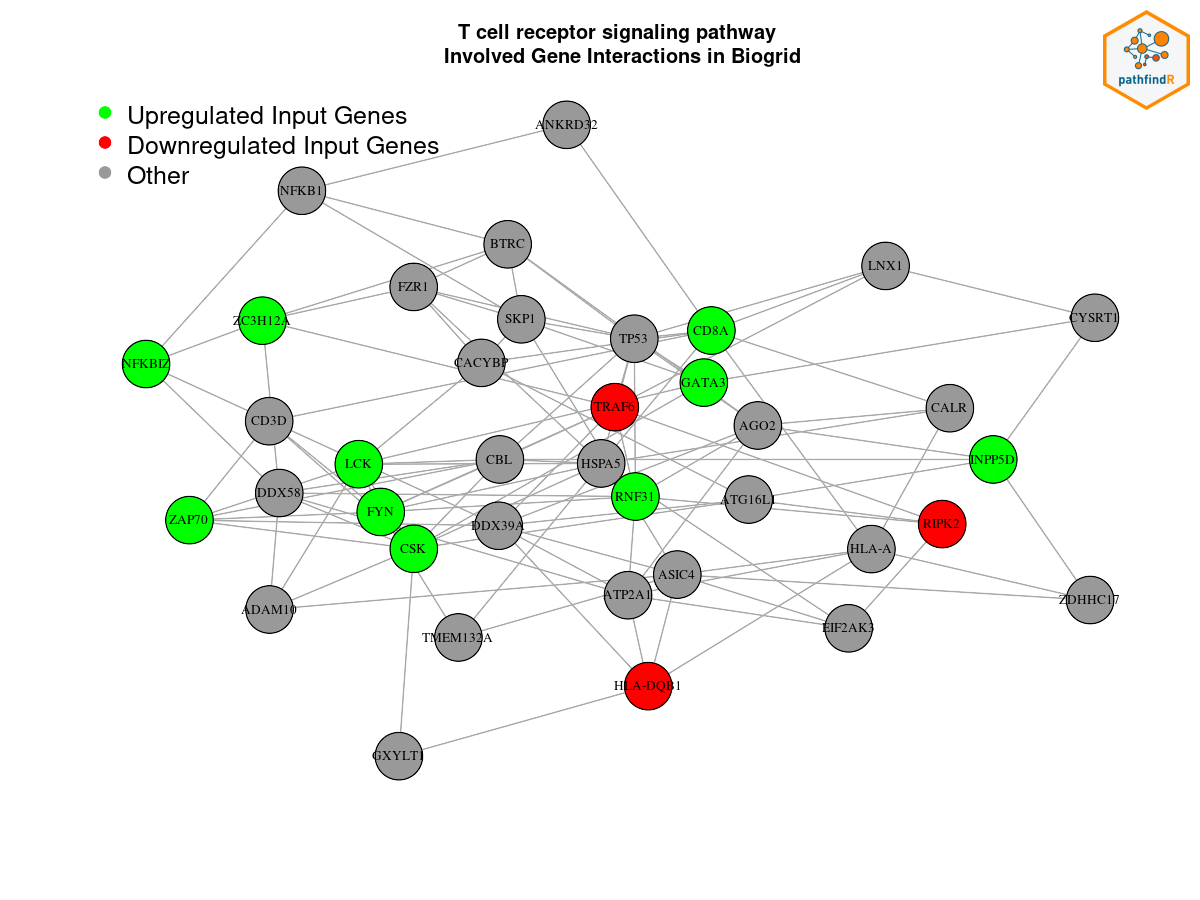 T cell receptor signaling pathway
Involved Gene Interactions in Biogrid
pathfindR
Upregulated Input Genes
Downregulated Input Genes
Other
ANKRD32
NFKB1
BTRC
LNX1
FZR1
CYSRT1
ZC3H12A
SKP1
CD8A
TP53
NFKBIZ
CACYBP
GATA3
TRAF6
CALR
CD3D
AGO2
CBL
INPP5D
LCK
HSPA5
DDX58
RNF31
ATG16L1
FYN
ZAP70
RIPK2
DDX39A
CSK
HLA-A
ASIC4
ATP2A1
ZDHHC17
ADAM10
EIF2AK3
TMEM132A
HLA-DQB1
GXYLT1